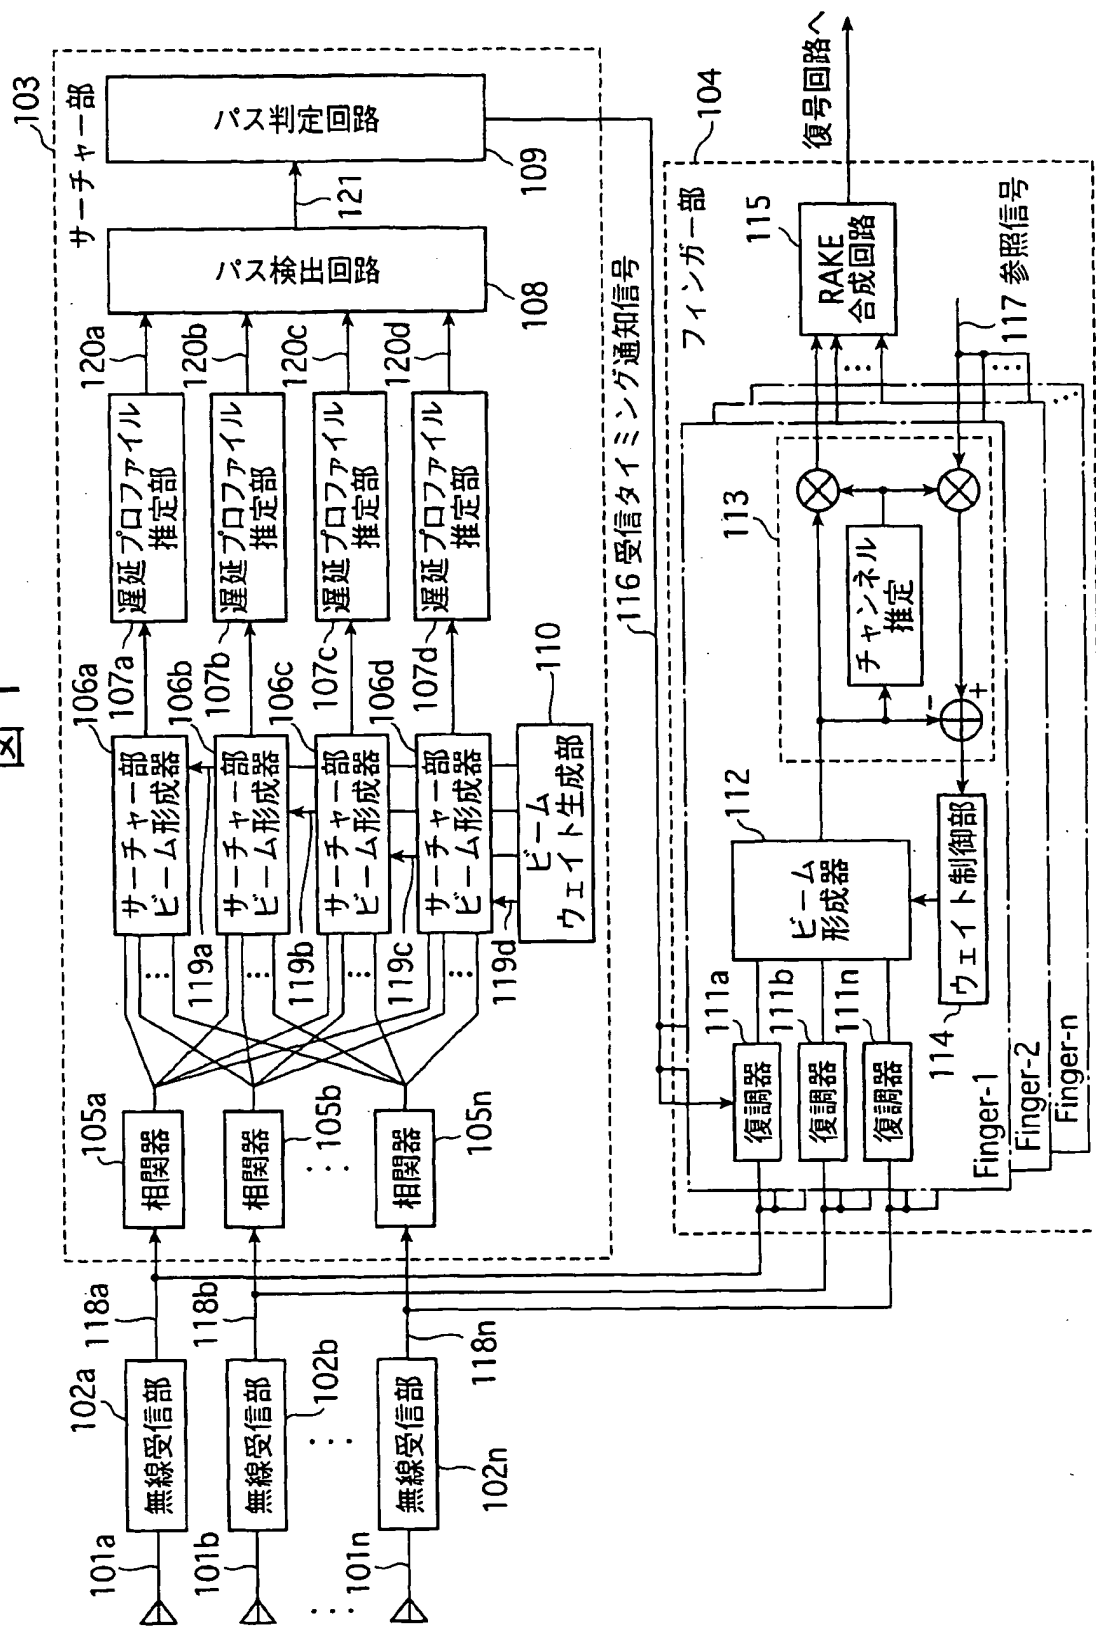 図 1
101a
101b
101n
102a
無線受信部
無線受信部
102b
無線受信部
102n
118a
118b
118n
103
サーチャー部
105a
相関器
相関器
105b
相関器
105n
106a
サーチャー部
ビーム形成器
119a
106b
サーチャー部
ビーム形成器
119b
106c
サーチャー部
ビーム形成器
119c
106d
サーチャー部
ビーム形成器
119d
110
ビーム
ウェイト生成部
107a
遅延プロファイル
推定部
107b
遅延プロファイル
推定部
107c
遅延プロファイル
推定部
107d
遅延プロファイル
推定部
120a
120b
120c
120d
パス検出回路
108
121
パス判定回路
109
116 受信タイミング通知信号
104
フィンガー部
111a
復調器
111b
復調器
111n
復調器
112
ビーム
形成器
ウェイト制御部
114
113
チャンネル
推定
-
+
115
RAKE
合成回路
復号回路へ
117 参照信号
Finger-1
Finger-2
Finger-n